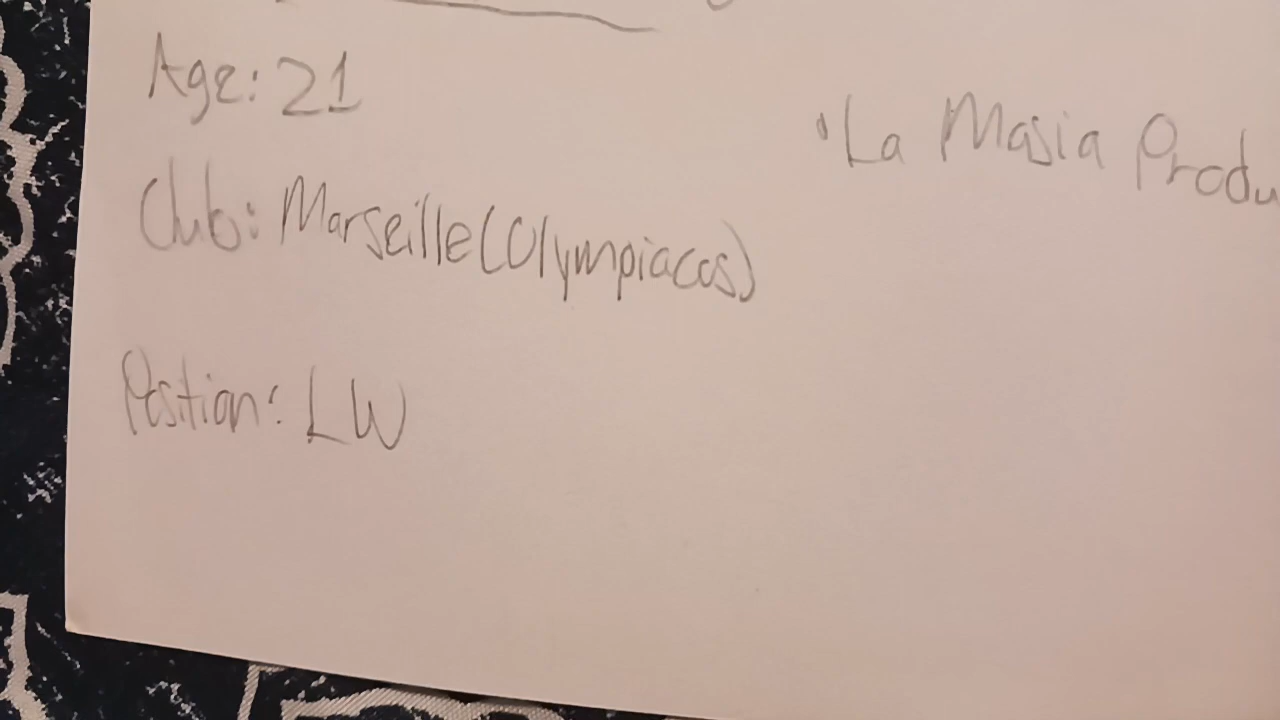 Age: 21
• La Masia Produ
Club: Marseille (Olympiacos)
Position: LW